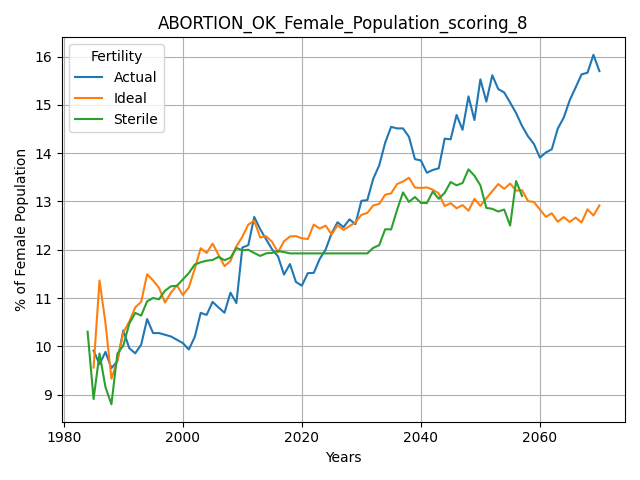 ABORTION_OK_Female_Population_scoring_8
Fertility
Actual
Ideal
Sterile
% of Female Population
16
15
14
13
12
11
10
9
1980
2000
2020
2040
2060
Years